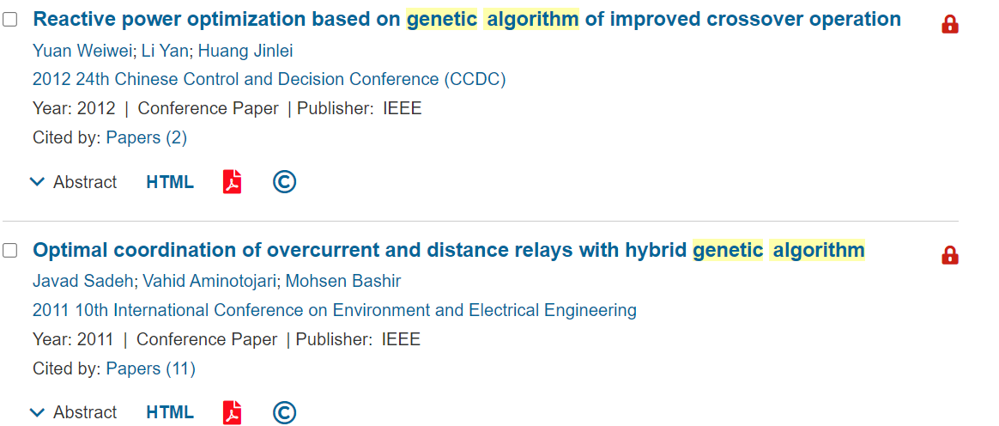 Reactive power optimization based on genetic algorithm of improved crossover operation
Yuan Weiwei; Li Yan; Huang Jinlei
2012 24th Chinese Control and Decision Conference (CCDC)
Year: 2012 | Conference Paper | Publisher: IEEE
Cited by: Papers (2)
Abstract HTML ©
Optimal coordination of overcurrent and distance relays with hybrid genetic algorithm
Javad Sadeh; Vahid Aminotojari; Mohsen Bashir
2011 10th International Conference on Environment and Electrical Engineering
Year: 2011 | Conference Paper | Publisher: IEEE
Cited by: Papers (11)
Abstract HTML ©